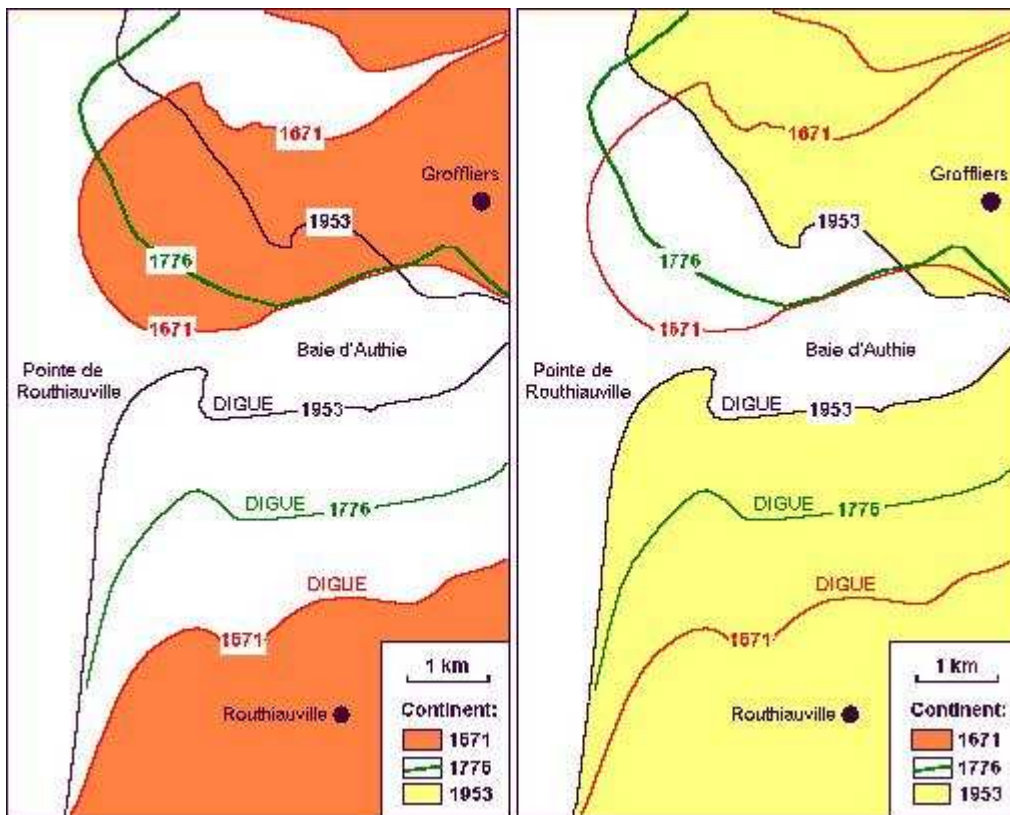 1671
Groffliers
1953
1776
1671
Baie d'Authie
Pointe de
Routhiauville
DIGUE 1953
DIGUE 1776
DIGUE
1671
Routhiauville
1 km
Continent:
1671
1776
1953
1671
Groffliers
1953
1776
1671
Baie d'Authie
Pointe de
Routhiauville
DIGUE 1953
DIGUE 1776
DIGUE
1671
Routhiauville
1 km
Continent:
1671
1776
1953